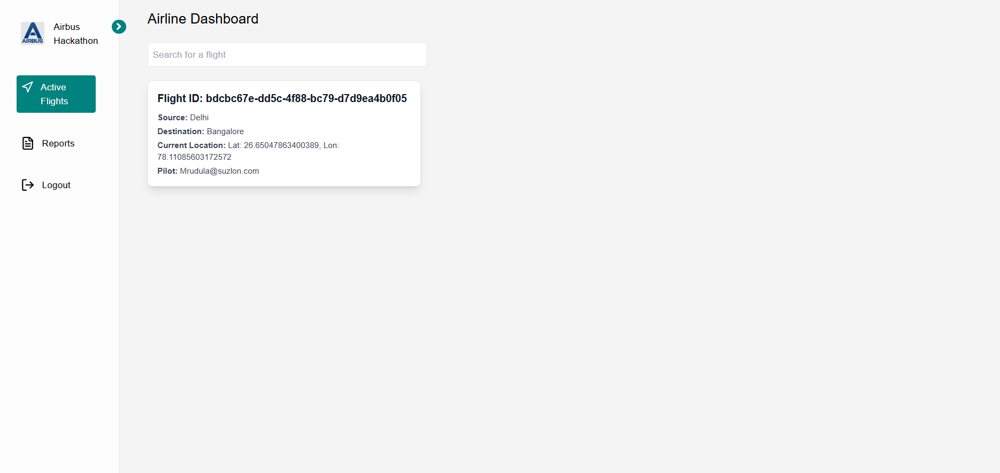 AIRBUS
Airbus
Hackathon
Active
Flights
Reports
Logout
Airline Dashboard
Search for a flight
Flight ID: bdcbc67e-dd5c-4f88-bc79-d7d9ea4b0f05
Source: Delhi
Destination: Bangalore
Current Location: Lat: 26.65047863400389, Lon:
78.11085603172572
Pilot: Mrudula@suzlon.com